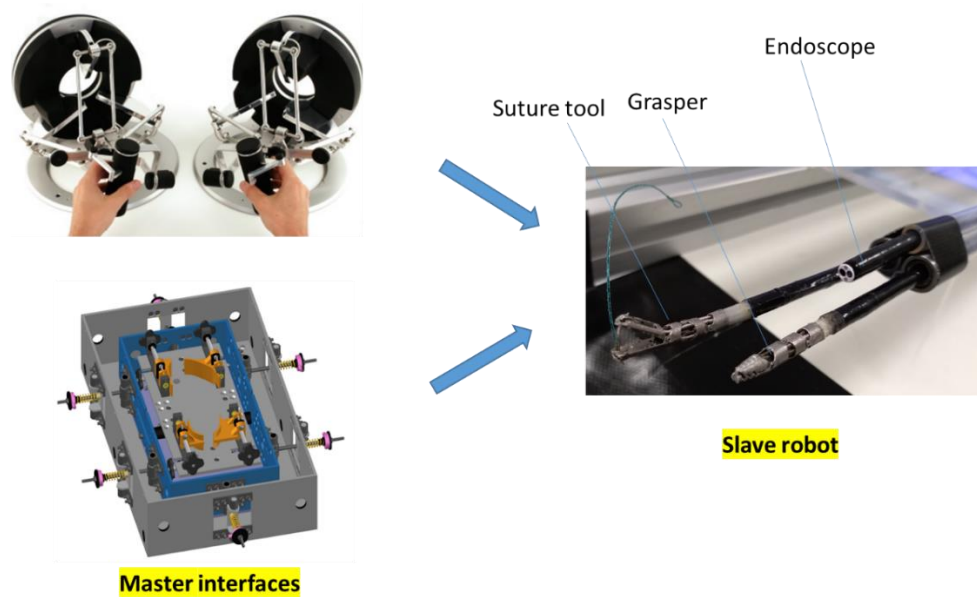 Endoscope
Suture tool
Grasper
Slave robot
Master interfaces